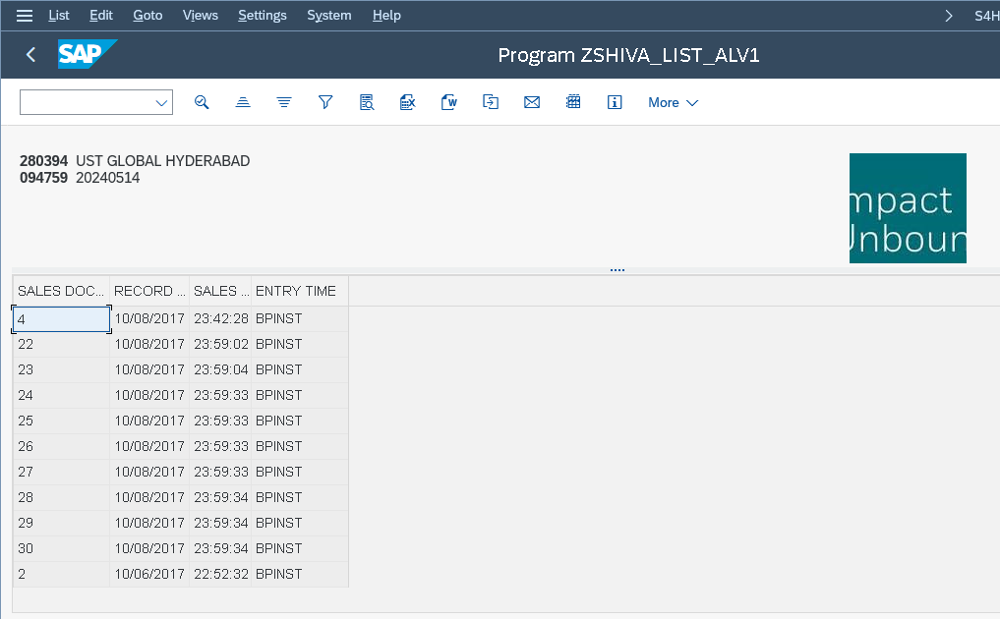 List Edit Goto Views Settings System Help S4H
SAP Program ZSHIVA_LIST_ALV1
More
280394 UST GLOBAL HYDERABAD
094759 20240514
mpact
Unboun
SALES DOC... RECORD ... SALES ... ENTRY TIME
4 10/08/2017 23:42:28 BPINST
22 10/08/2017 23:59:02 BPINST
23 10/08/2017 23:59:04 BPINST
24 10/08/2017 23:59:33 BPINST
25 10/08/2017 23:59:33 BPINST
26 10/08/2017 23:59:33 BPINST
27 10/08/2017 23:59:33 BPINST
28 10/08/2017 23:59:34 BPINST
29 10/08/2017 23:59:34 BPINST
30 10/08/2017 23:59:34 BPINST
2 10/06/2017 22:52:32 BPINST